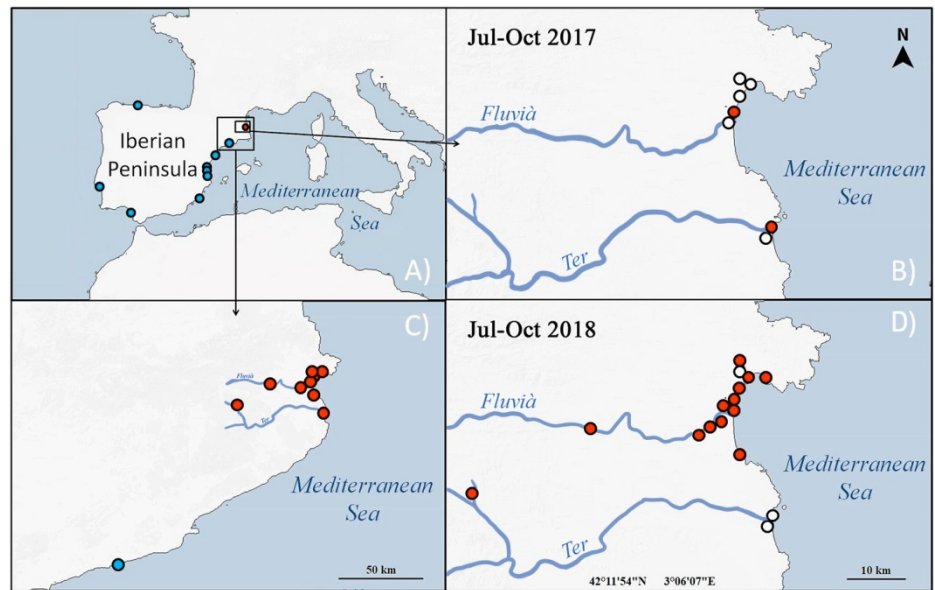 Iberian
Peninsula
Mediterranean
Sea
A)
Jul-Oct 2017
N
Fluvià
Mediterranean
Sea
Ter
B)
C)
Fluvià
Ter
Mediterranean
Sea
50 km
Jul-Oct 2018
D)
Fluvià
Mediterranean
Sea
Ter
42°11'54"N 3°06'07"E
10 km